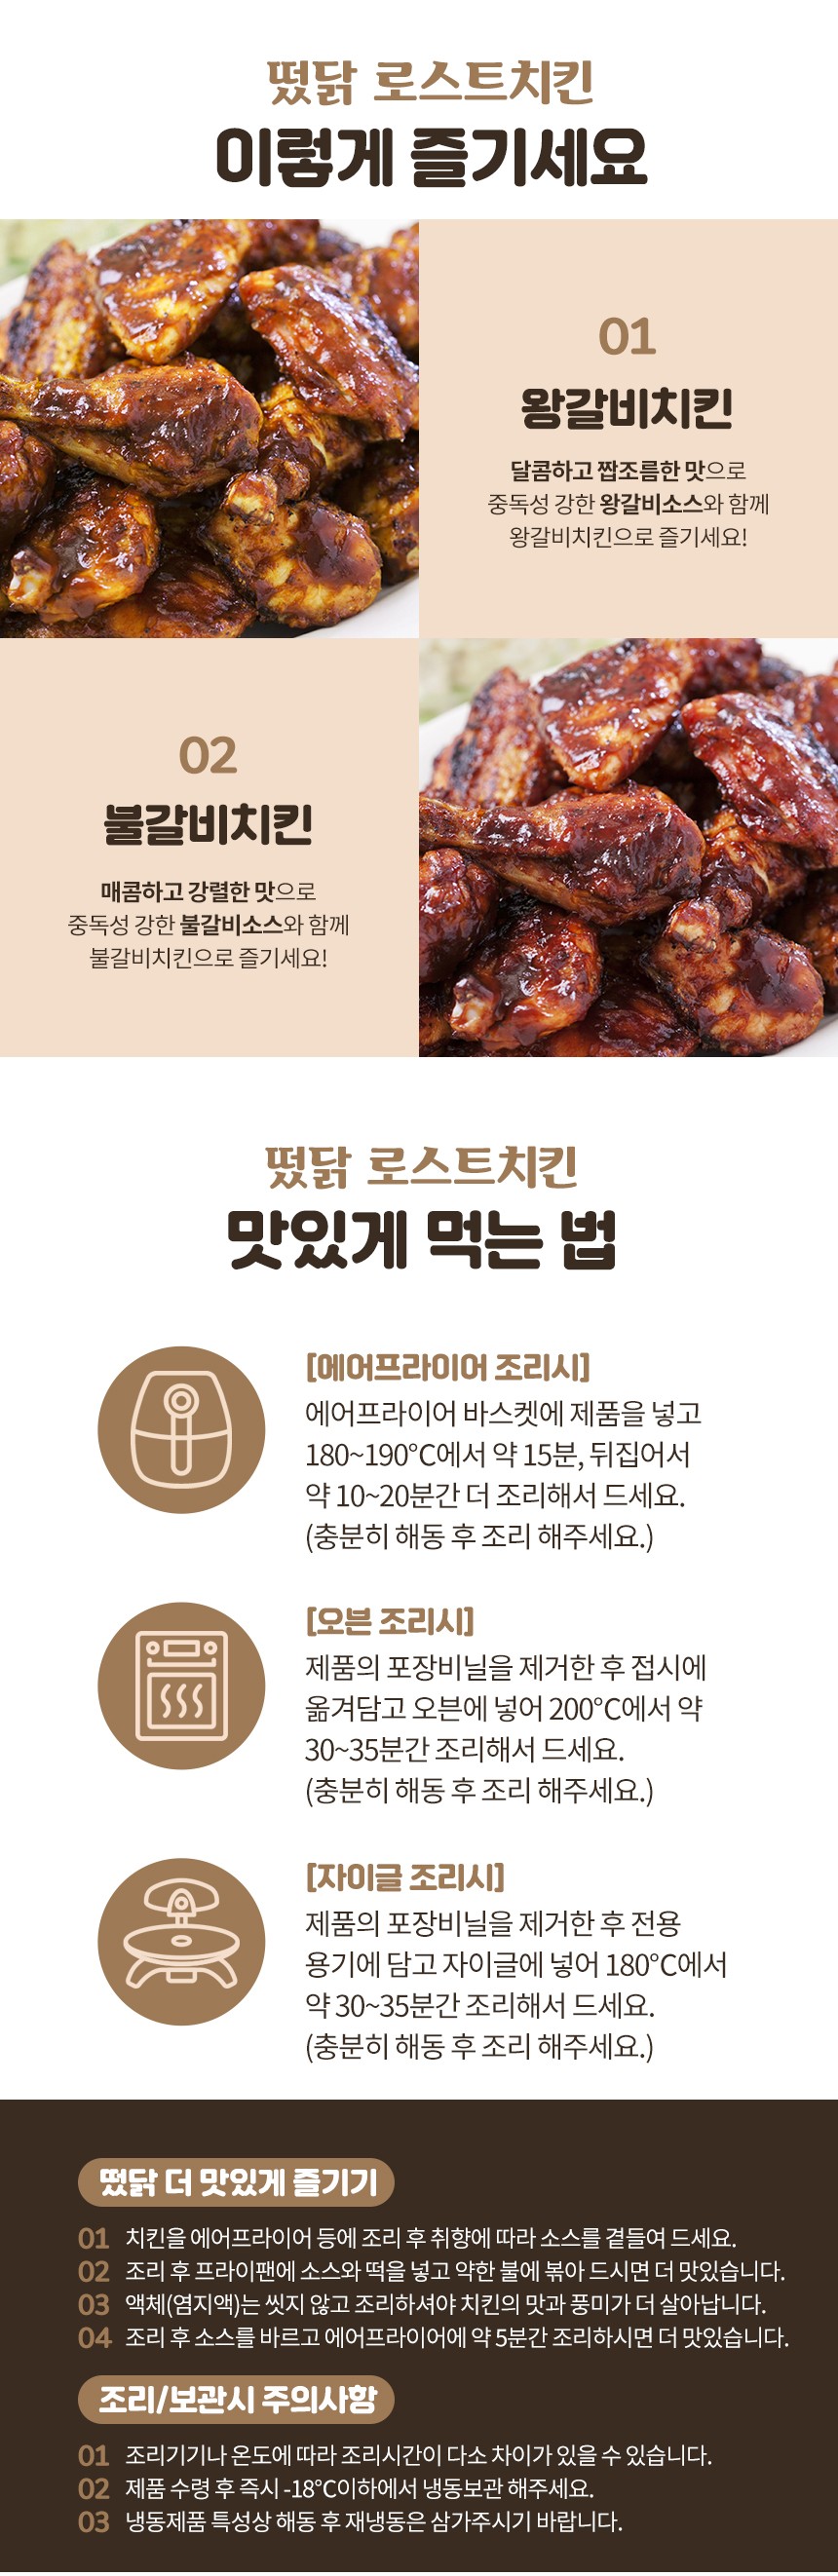 떴닭 로스트치킨
이렇게 즐기세요
01
왕갈비치킨
달콤하고 짭조름한 맛으로
중독성 강한 왕갈비소스와 함께
왕갈비치킨으로 즐기세요!
02
불갈비치킨
매콤하고 강렬한 맛으로
중독성 강한 불갈비소스와 함께
불갈비치킨으로 즐기세요!
떴닭 로스트치킨
맛있게 먹는 법
[에어프라이어 조리시]
에어프라이어 바스켓에 제품을 넣고
180~190°C에서 약 15분, 뒤집어서
약 10~20분간 더 조리해서 드세요.
(충분히 해동 후 조리 해주세요.)
[오븐 조리시]
제품의 포장비닐을 제거한 후 접시에
옮겨담고 오븐에 넣어 200°C에서 약
30~35분간 조리해서 드세요.
(충분히 해동 후 조리 해주세요.)
[자이글 조리시]
제품의 포장비닐을 제거한 후 전용
용기에 담고 자이글에 넣어 180°C에서
약 30~35분간 조리해서 드세요.
(충분히 해동 후 조리 해주세요.)
떴닭 더 맛있게 즐기기
01 치킨을 에어프라이어 등에 조리 후 취향에 따라 소스를 곁들여 드세요.
02 조리 후 프라이팬에 소스와 떡을 넣고 약한 불에 볶아 드시면 더 맛있습니다.
03 액체(염지액)는 씻지 않고 조리하셔야 치킨의 맛과 풍미가 더 살아납니다.
04 조리 후 소스를 바르고 에어프라이어에 약 5분간 조리하시면 더 맛있습니다.
조리/보관시 주의사항
01 조리기기나 온도에 따라 조리시간이 다소 차이가 있을 수 있습니다.
02 제품 수령 후 즉시 -18°C이하에서 냉동보관 해주세요.
03 냉동제품 특성상 해동 후 재냉동은 삼가주시기 바랍니다.